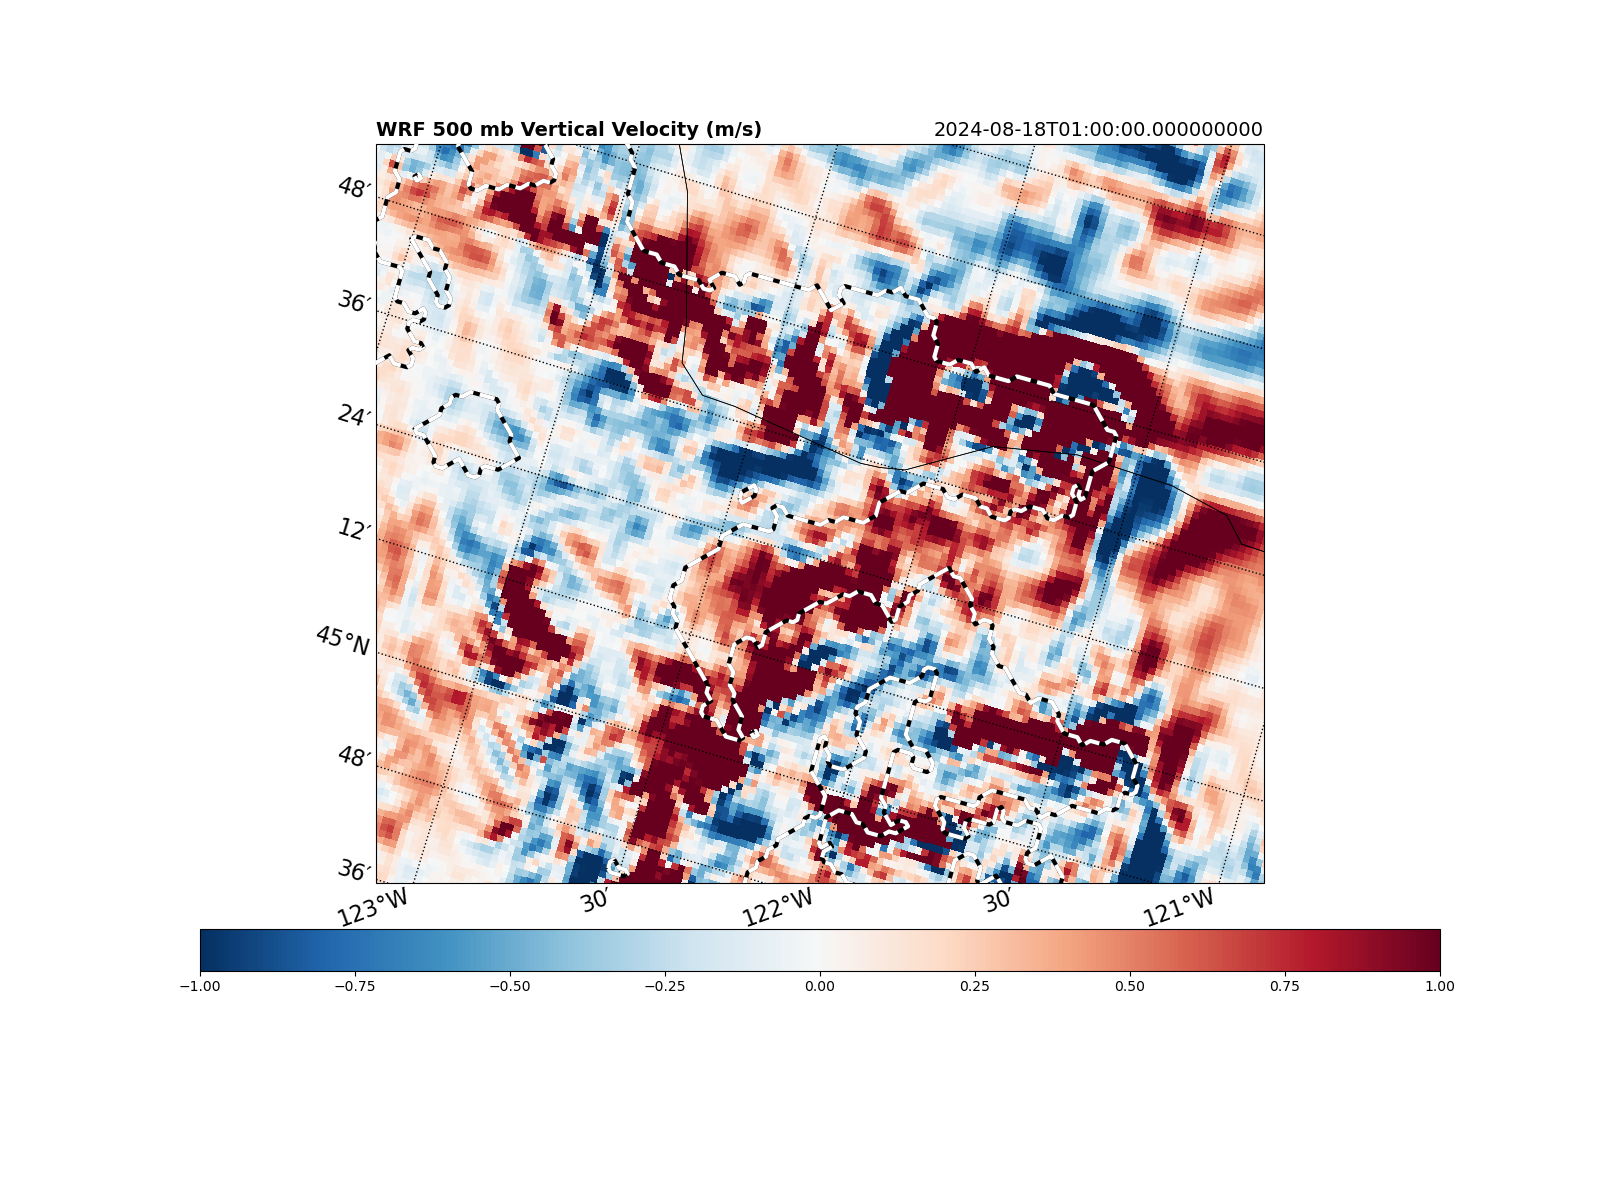 WRF 500 mb Vertical Velocity (m/s) 2024-08-18T01:00:00.000000000
48′
36′
24′
12′
45°N
48′
36′
123°W 30′ 122°W 30′ 121°W
−1.00 −0.75 −0.50 −0.25 0.00 0.25 0.50 0.75 1.00